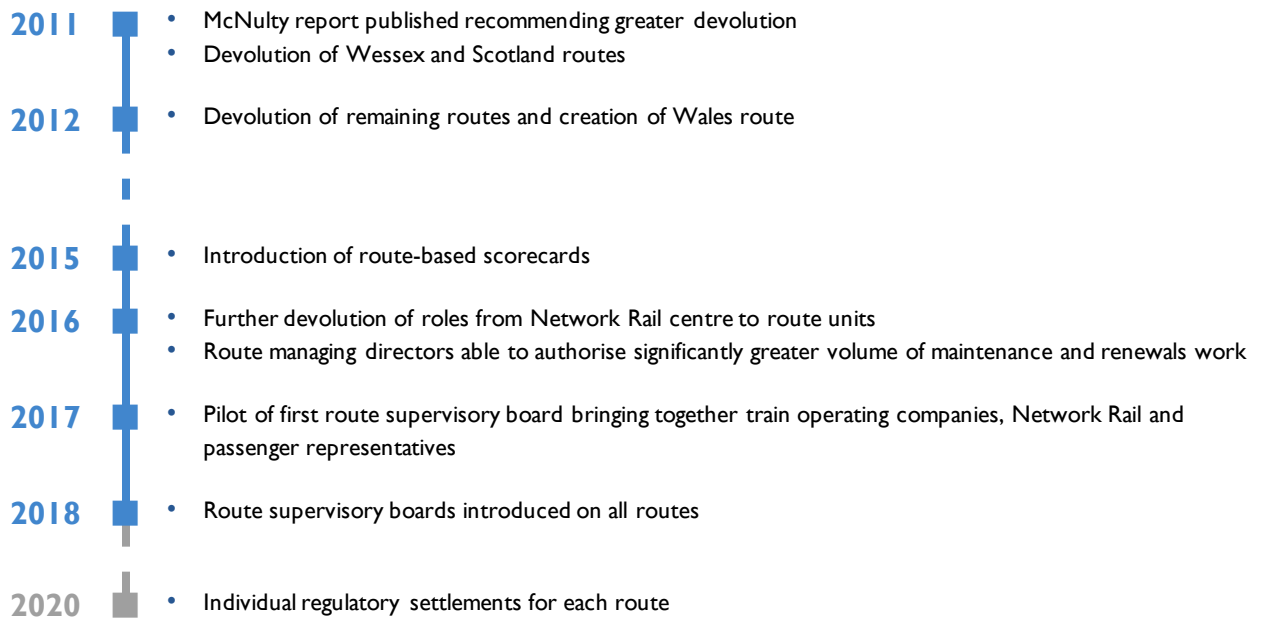 2011 • McNulty report published recommending greater devolution
• Devolution of Wessex and Scotland routes
2012 • Devolution of remaining routes and creation of Wales route
2015 • Introduction of route-based scorecards
2016 • Further devolution of roles from Network Rail centre to route units
• Route managing directors able to authorise significantly greater volume of maintenance and renewals work
2017 • Pilot of first route supervisory board bringing together train operating companies, Network Rail and
passenger representatives
2018 • Route supervisory boards introduced on all routes
2020 • Individual regulatory settlements for each route